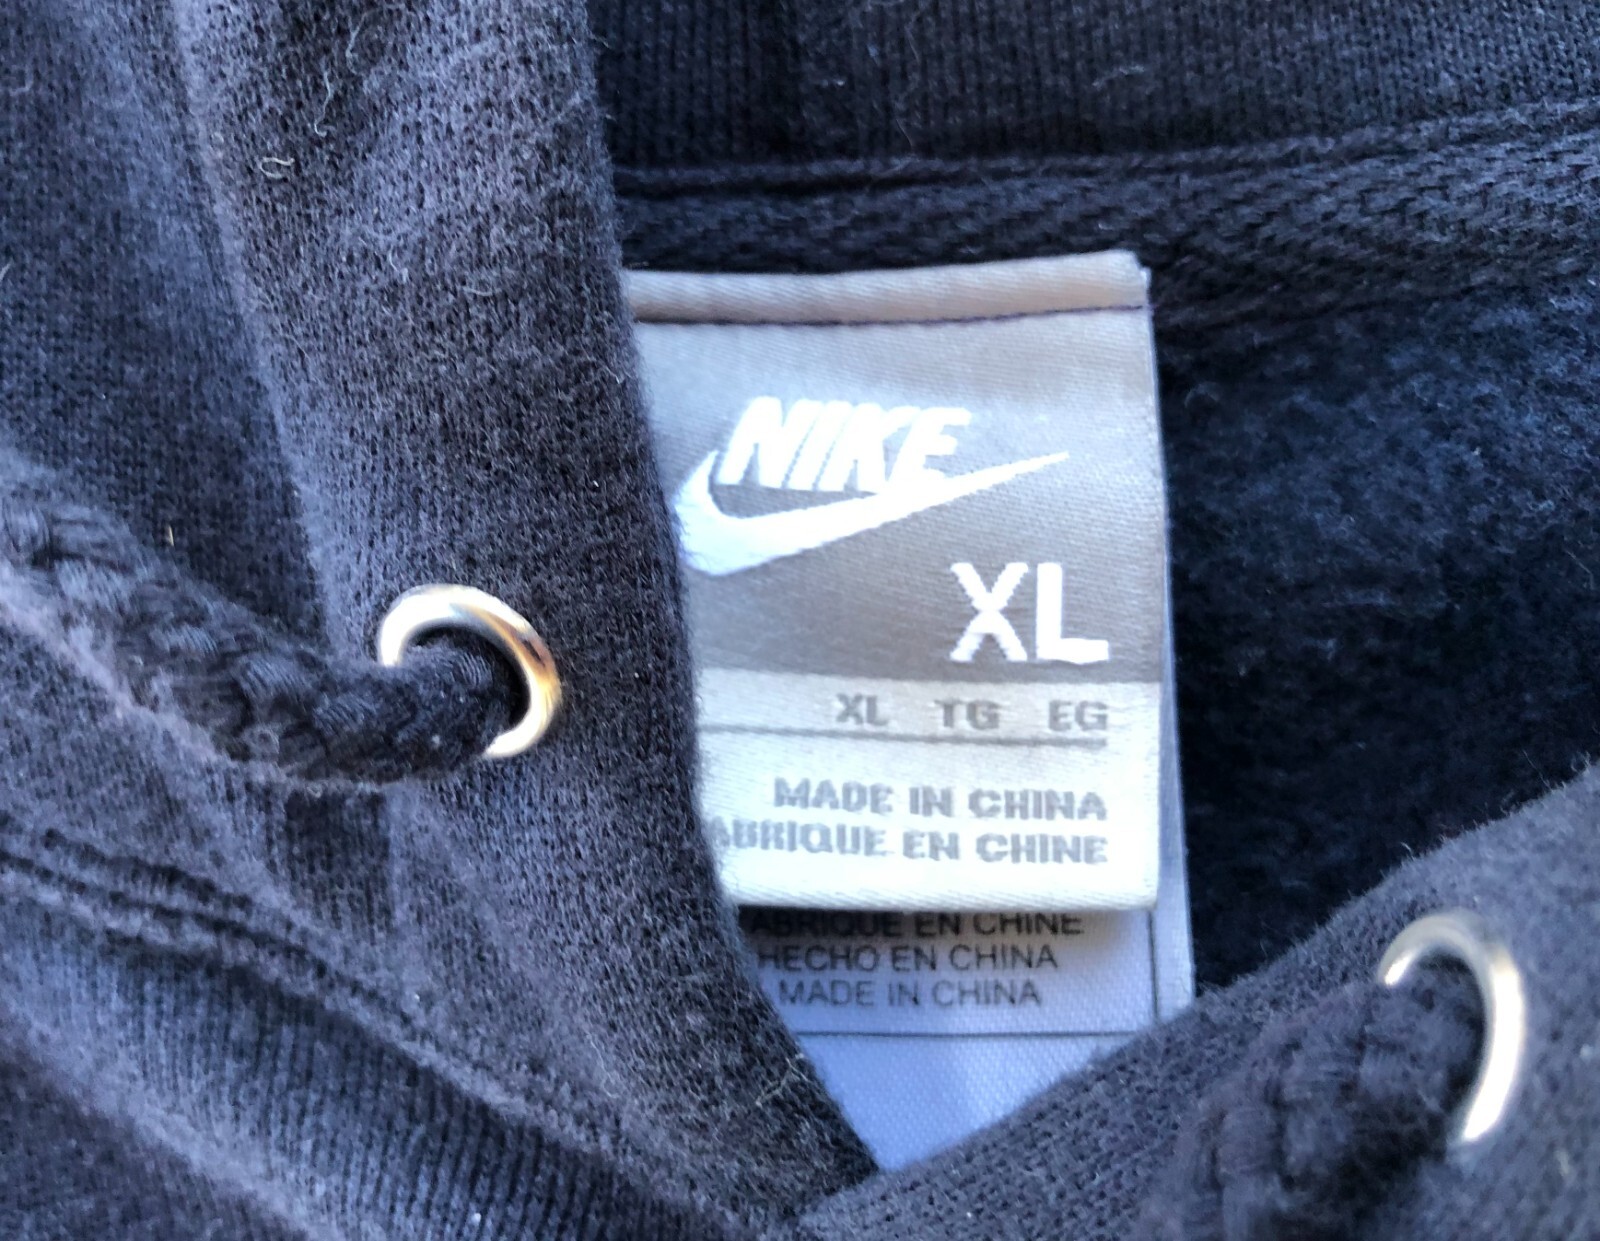 NIKE
XL
XL TG EG
MADE IN CHINA
ABRIQUE EN CHINE
ABRIQUE EN CHINE
HECHO EN CHINA
MADE IN CHINA